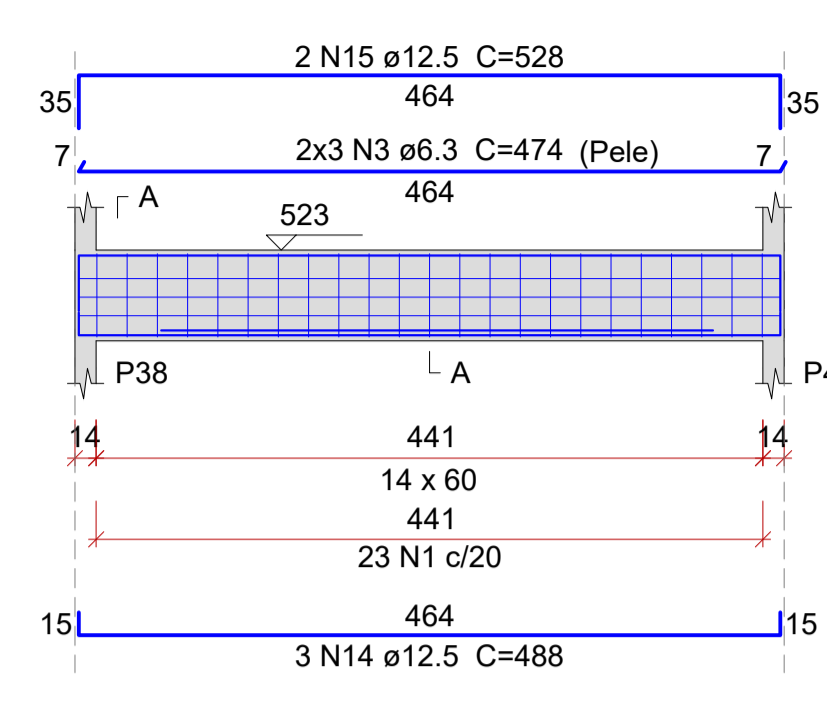 2 N15 ø12.5 C=528
35 464 35
7 2x3 N3 ø6.3 C=474 (Pele) 7
464
A
523
P38 A
14 441 14
14 x 60
441
23 N1 c/20
15 464 15
3 N14 ø12.5 C=488